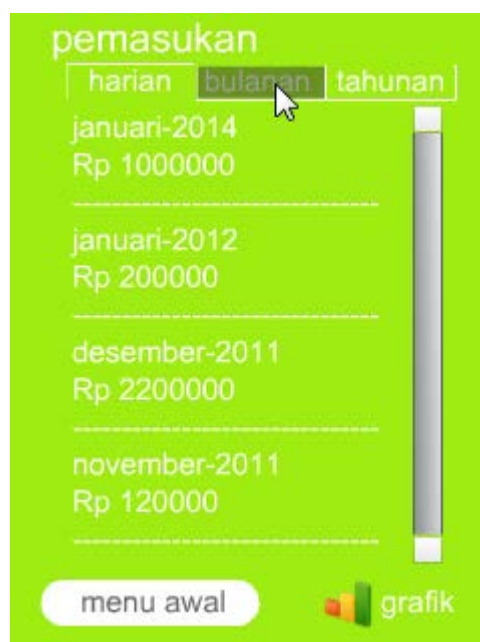 pemasukan
harian bulanan tahunan
januari-2014
Rp 1000000
---------------------------
januari-2012
Rp 200000
---------------------------
desember-2011
Rp 2200000
---------------------------
november-2011
Rp 120000
---------------------------
menu awal grafik